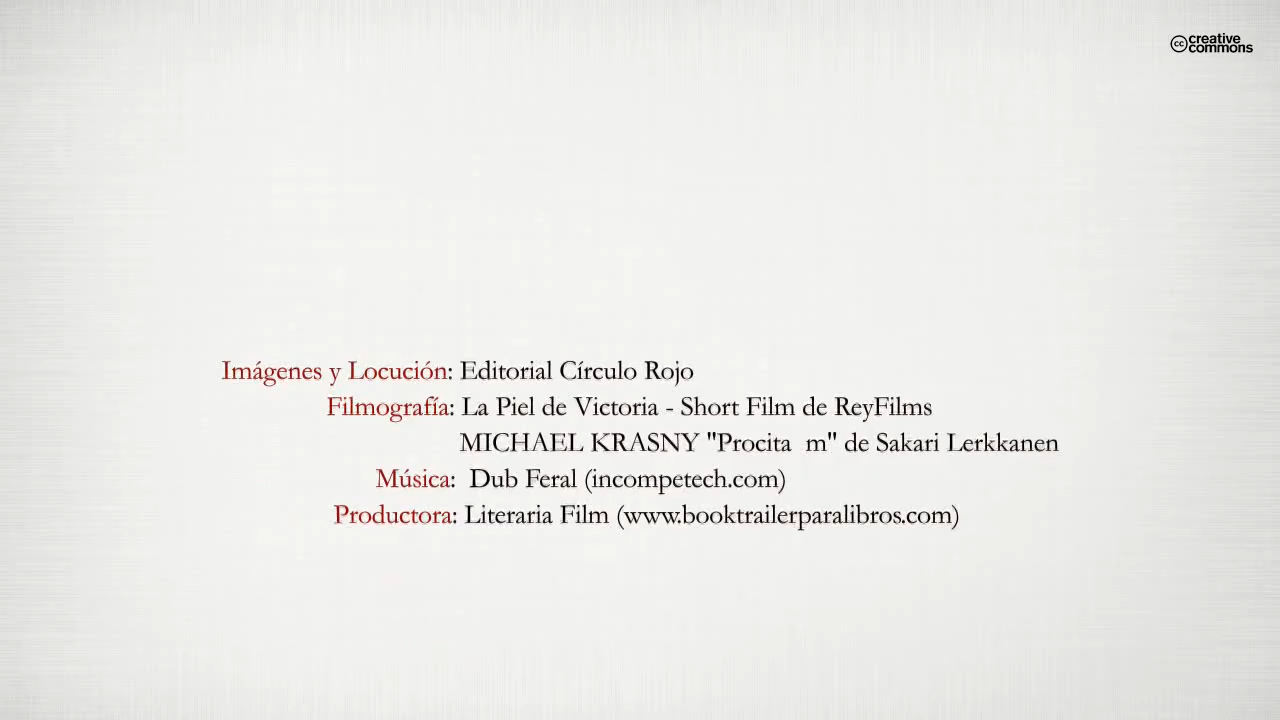 creative
commons
Imágenes y Locución: Editorial Círculo Rojo
Filmografía: La Piel de Victoria - Short Film de ReyFilms
MICHAEL KRASNY "Procita  m" de Sakari Lerkkanen
Música:  Dub Feral (incompetech.com)
Productora: Literaria Film (www.booktrailerparalibros.com)